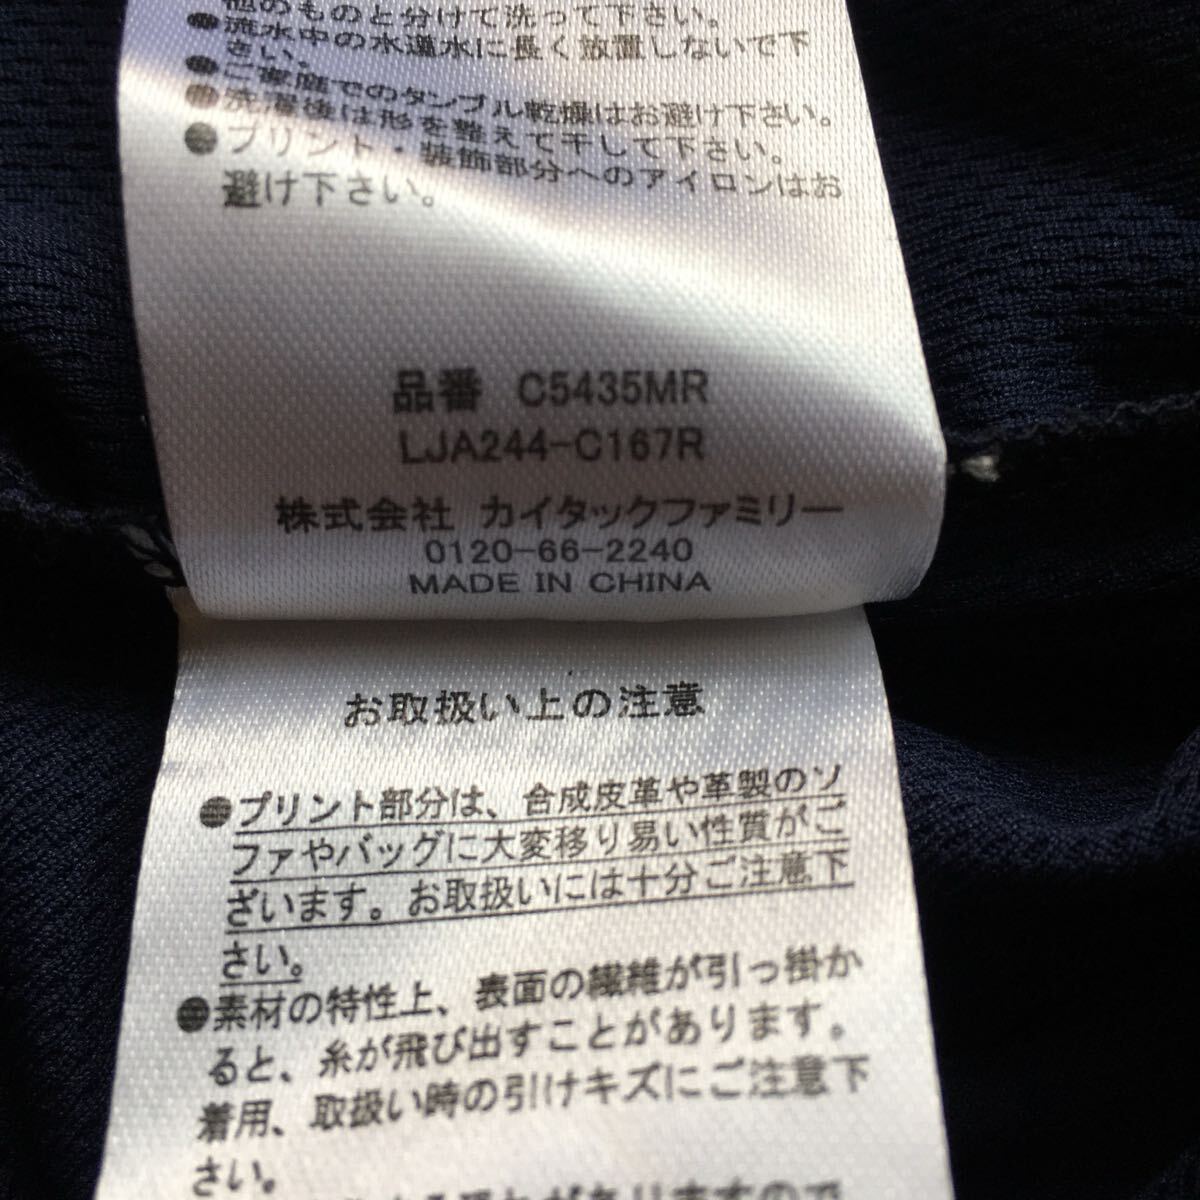 他のものと分けて洗って下さい。
●流水中の水道水に長く放置しないで下
さい。
●ご家庭でのタンブル乾燥はお避け下さい。
●洗濯後は形を整えて干して下さい。
●プリント・装飾部分へのアイロンはお
避け下さい。
品番 C5435MR
LJA244-C167R
株式会社 カイタックファミリー
0120-66-2240
MADE IN CHINA
お取扱い上の注意
●プリント部分は、合成皮革や革製のソ
ファやバッグに大変移り易い性質がご
ざいます。お取扱いには十分ご注意下
さい。
●素材の特性上、表面の繊維が引っ掛か
ると、糸が飛び出すことがあります。
着用、取扱い時の引けキズにご注意下
さい。
がありますので